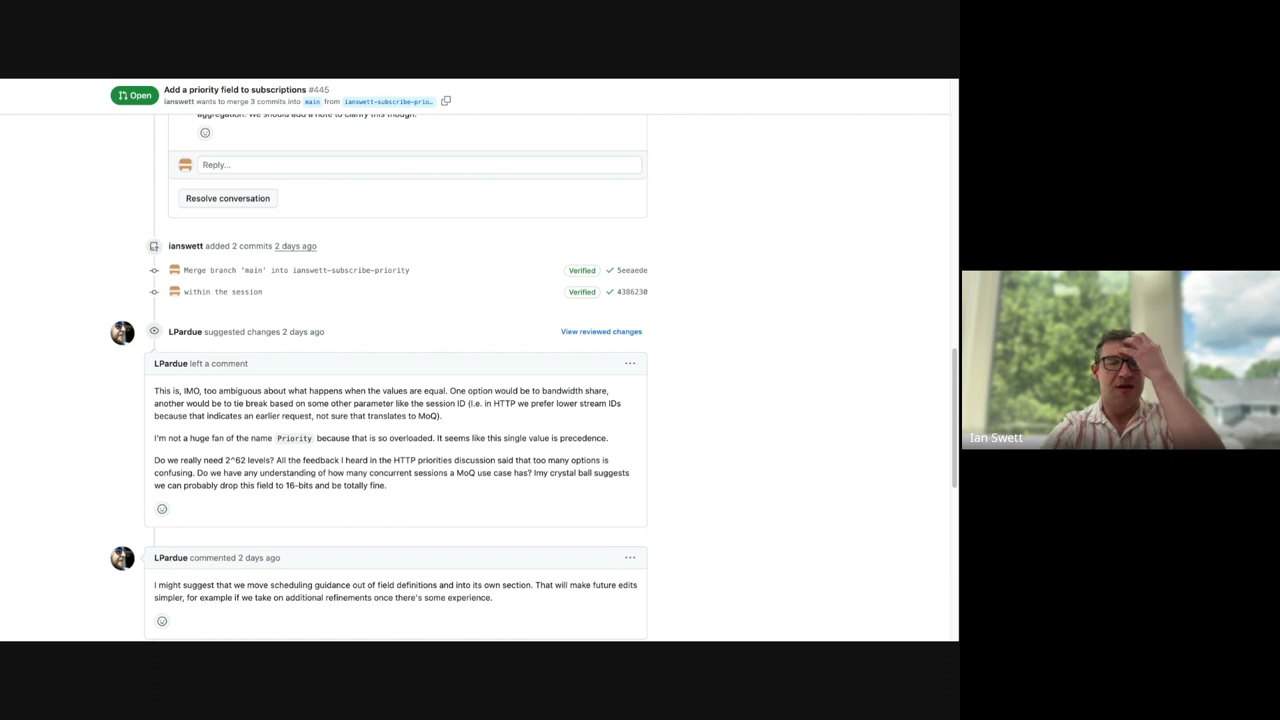 Open
Add a priority field to subscriptions #445
ianswett wants to merge 3 commits into main from ianswett-subscribe-prio…
aggregation. We should add a note to clarify this though.
Reply...
Resolve conversation
ianswett added 2 commits 2 days ago
Merge branch 'main' into ianswett-subscribe-priority Verified 5eeaede
within the session Verified 4386230
LPardue suggested changes 2 days ago View reviewed changes
LPardue left a comment
This is, IMO, too ambiguous about what happens when the values are equal. One option would be to bandwidth share,
another would be to tie break based on some other parameter like the session ID (I.e. in HTTP we prefer lower stream IDs
because that indicates an earlier request, not sure that translates to MoQ).
I'm not a huge fan of the name Priority because that is so overloaded. It seems like this single value is precedence.
Do we really need 2^62 levels? All the feedback I heard in the HTTP priorities discussion said that too many options is
confusing. Do we have any understanding of how many concurrent sessions a MoQ use case has? Imy crystal ball suggests
we can probably drop this field to 16-bits and be totally fine.
LPardue commented 2 days ago
I might suggest that we move scheduling guidance out of field definitions and into its own section. That will make future edits
simpler, for example if we take on additional refinements once there's some experience.
Ian Swett